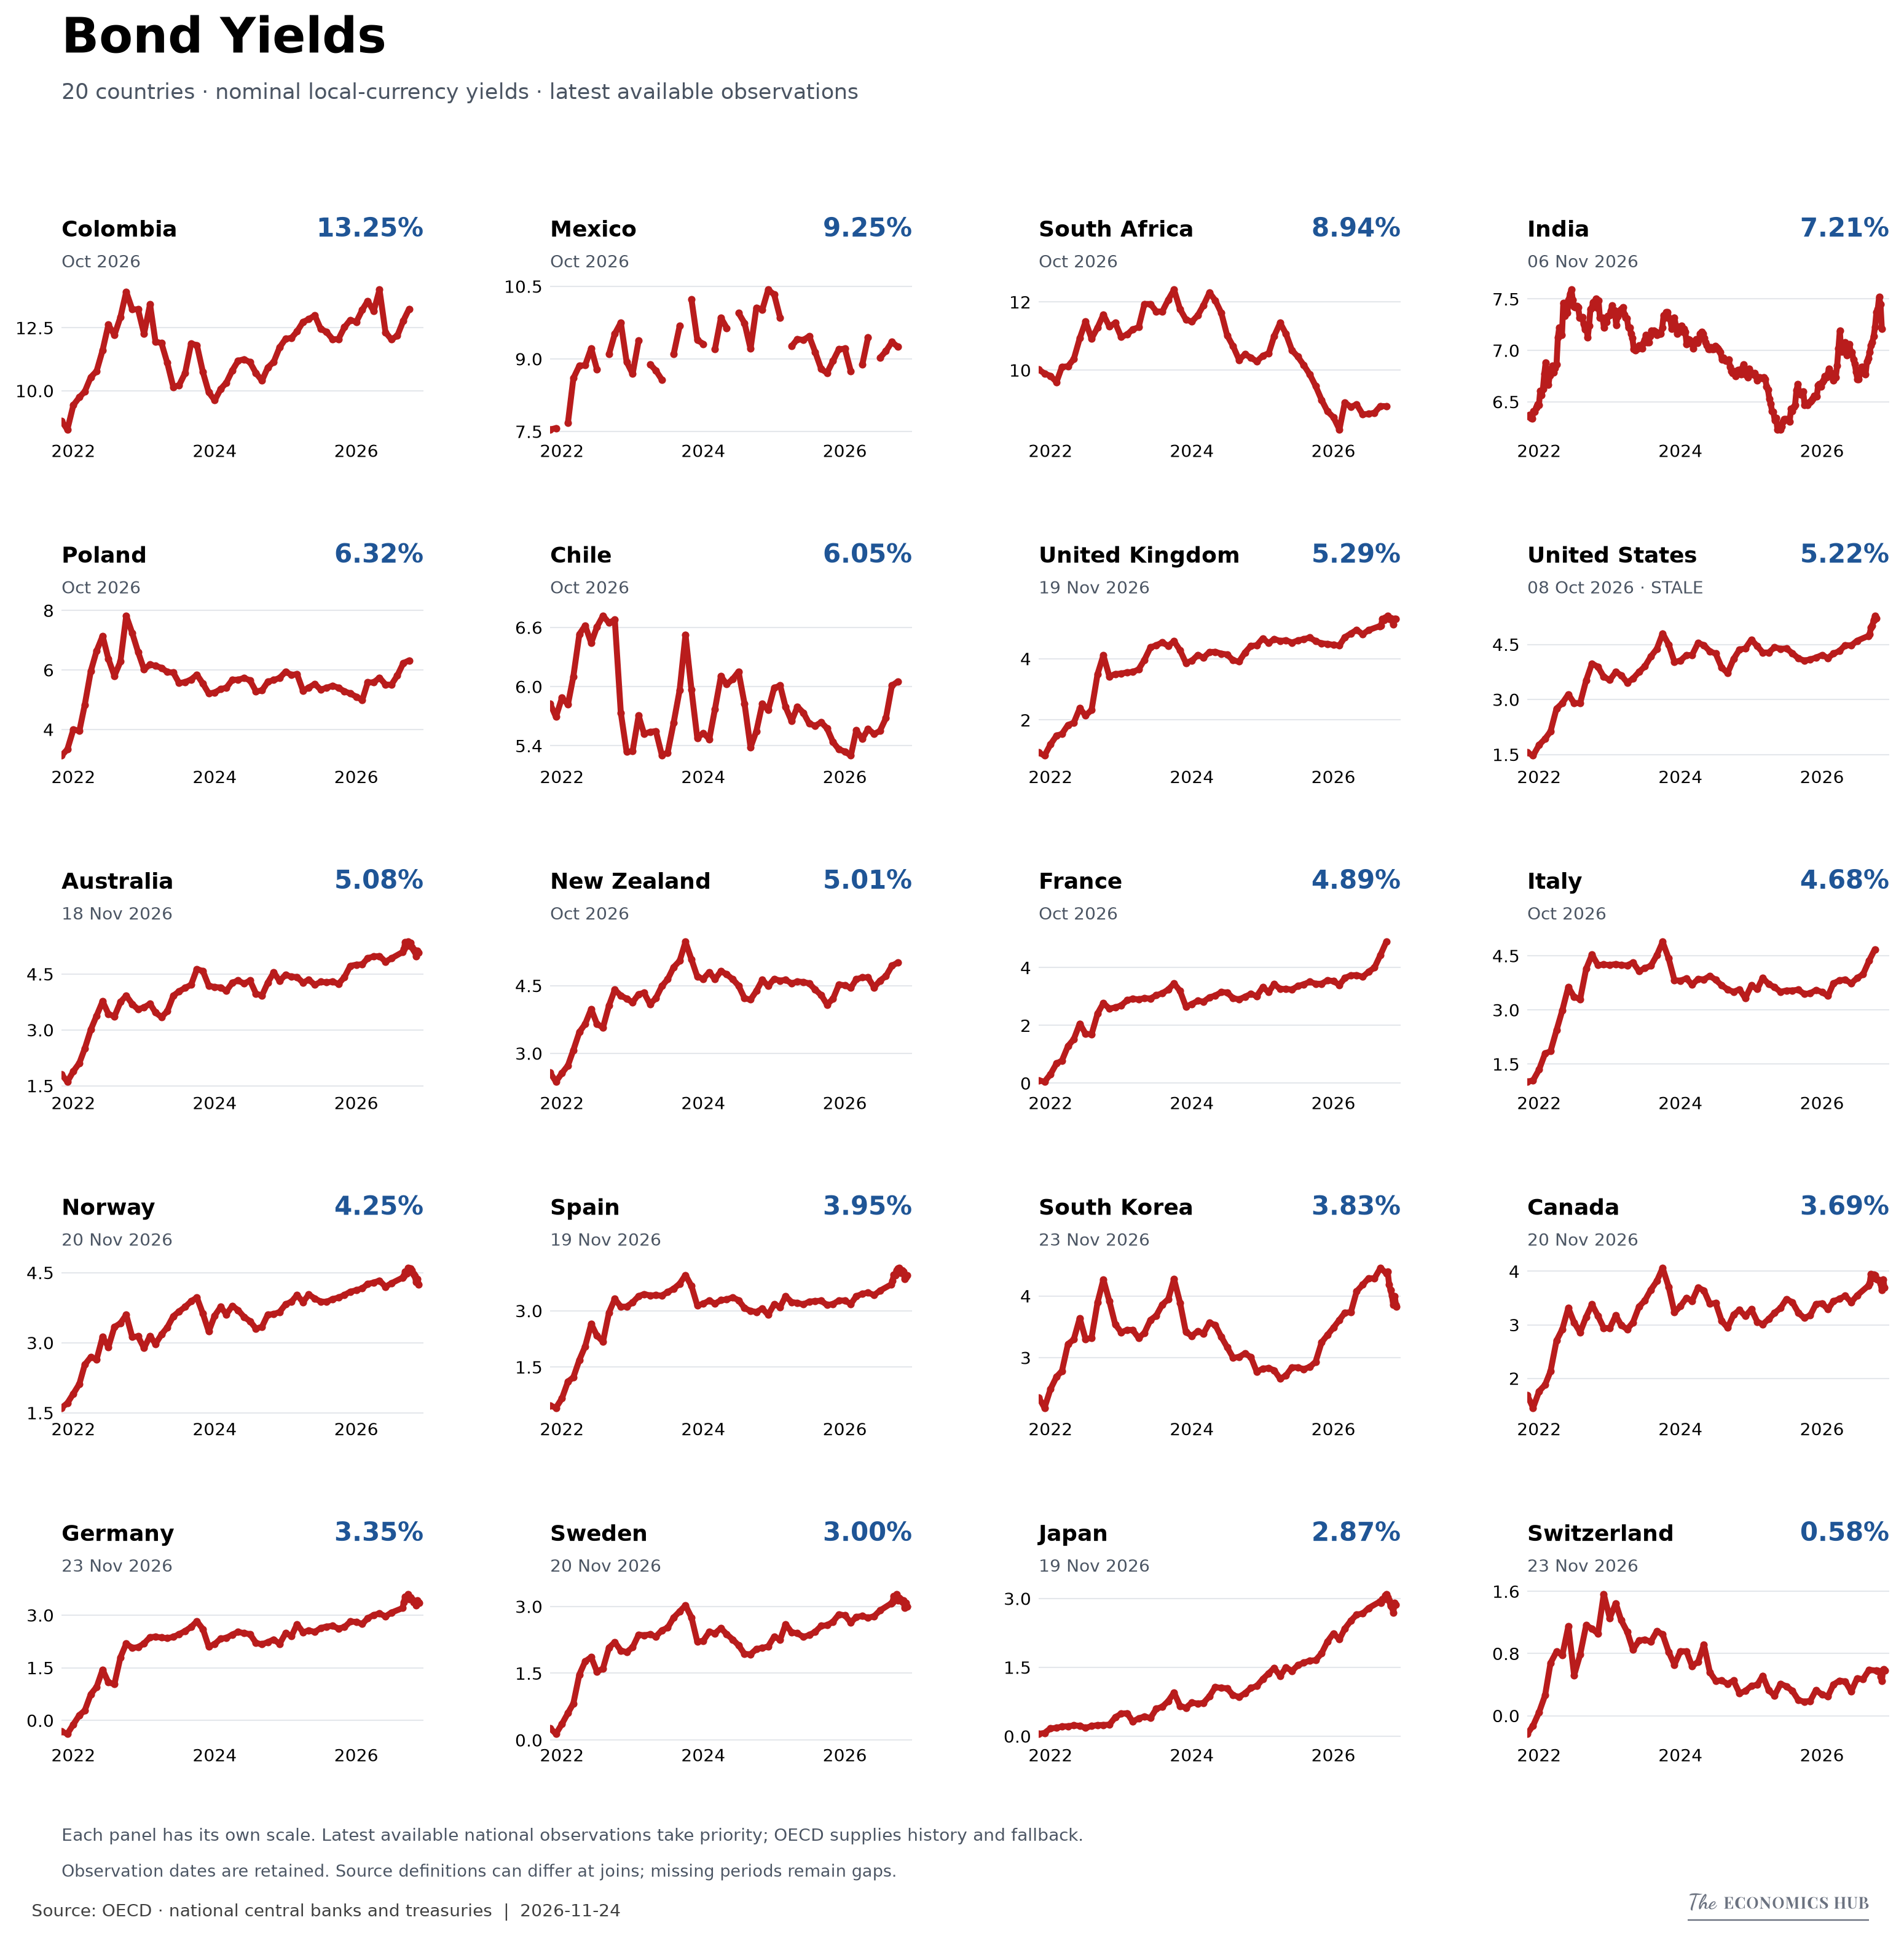 Bond Yields
20 countries · nominal local-currency yields · latest available observations
Colombia 13.25%
Oct 2026
12.5
10.0
2022 2024 2026
Mexico 9.25%
Oct 2026
10.5
9.0
7.5
2022 2024 2026
South Africa 8.94%
Oct 2026
12
10
2022 2024 2026
India 7.21%
06 Nov 2026
7.5
7.0
6.5
2022 2024 2026
Poland 6.32%
Oct 2026
8
6
4
2022 2024 2026
Chile 6.05%
Oct 2026
6.6
6.0
5.4
2022 2024 2026
United Kingdom 5.29%
19 Nov 2026
4
2
2022 2024 2026
United States 5.22%
08 Oct 2026 · STALE
4.5
3.0
1.5
2022 2024 2026
Australia 5.08%
18 Nov 2026
4.5
3.0
1.5
2022 2024 2026
New Zealand 5.01%
Oct 2026
4.5
3.0
2022 2024 2026
France 4.89%
Oct 2026
4
2
0
2022 2024 2026
Italy 4.68%
Oct 2026
4.5
3.0
1.5
2022 2024 2026
Norway 4.25%
20 Nov 2026
4.5
3.0
1.5
2022 2024 2026
Spain 3.95%
19 Nov 2026
3.0
1.5
2022 2024 2026
South Korea 3.83%
23 Nov 2026
4
3
2022 2024 2026
Canada 3.69%
20 Nov 2026
4
3
2
2022 2024 2026
Germany 3.35%
23 Nov 2026
3.0
1.5
0.0
2022 2024 2026
Sweden 3.00%
20 Nov 2026
3.0
1.5
0.0
2022 2024 2026
Japan 2.87%
19 Nov 2026
3.0
1.5
0.0
2022 2024 2026
Switzerland 0.58%
23 Nov 2026
1.6
0.8
0.0
2022 2024 2026
Each panel has its own scale. Latest available national observations take priority; OECD supplies history and fallback.
Observation dates are retained. Source definitions can differ at joins; missing periods remain gaps.
Source: OECD · national central banks and treasuries | 2026-11-24
The ECONOMICS HUB